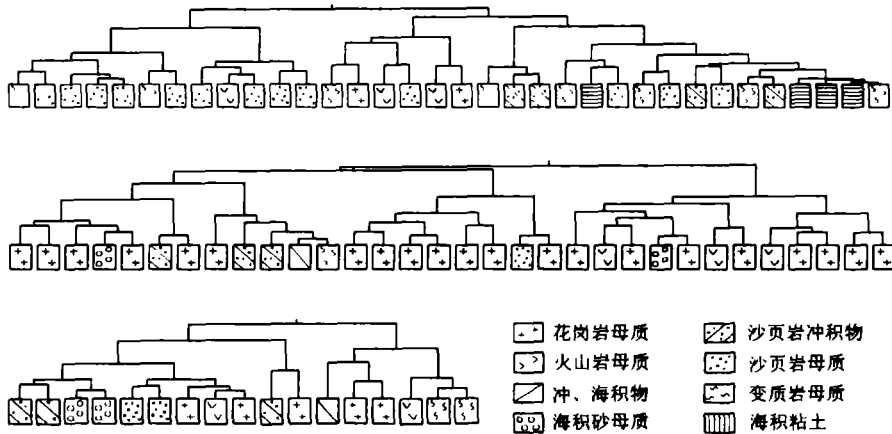 花岗岩母质
沙页岩冲积物
火山岩母质
沙页岩母质
冲、海积物
变质岩母质
海积砂母质
海积粘土